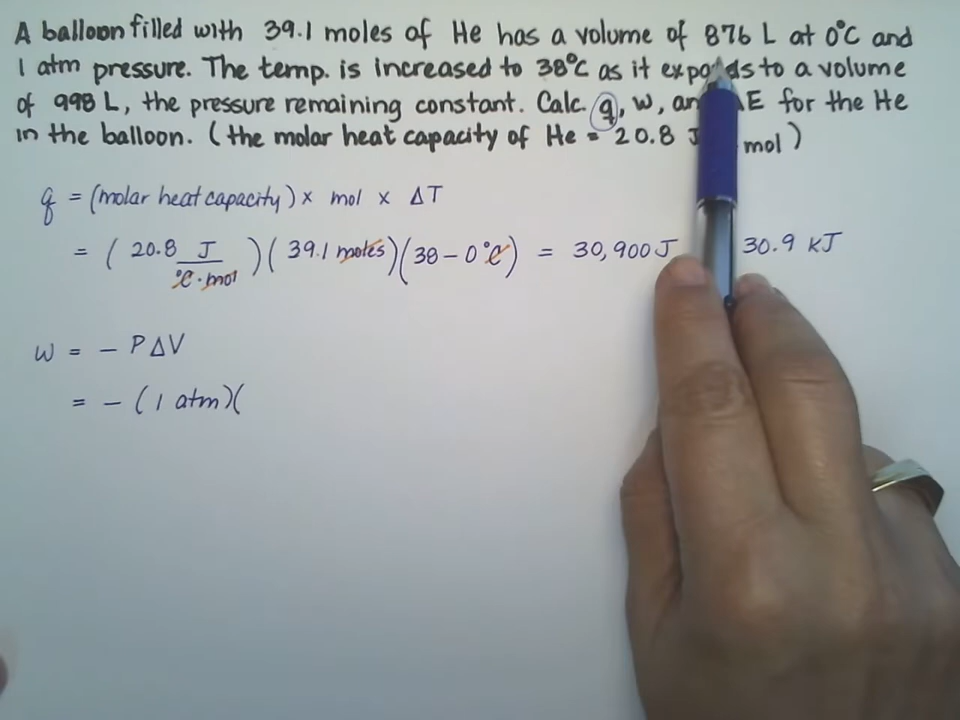 A balloon filled with 39.1 moles of He has a volume of 876 L at 0°C and
1 atm pressure. The temp. is increased to 38°C as it expands to a volume
of 998 L, the pressure remaining constant. Calc. q, w, an E for the He
in the balloon. (the molar heat capacity of He = 20.8 J mol)
q = (molar heat capacity) × mol × ΔT
= (20.8 J/°C·mol)(39.1 moles)(38 – 0°C) = 30,900 J 30.9 kJ
w = – PΔV
= – (1 atm)(